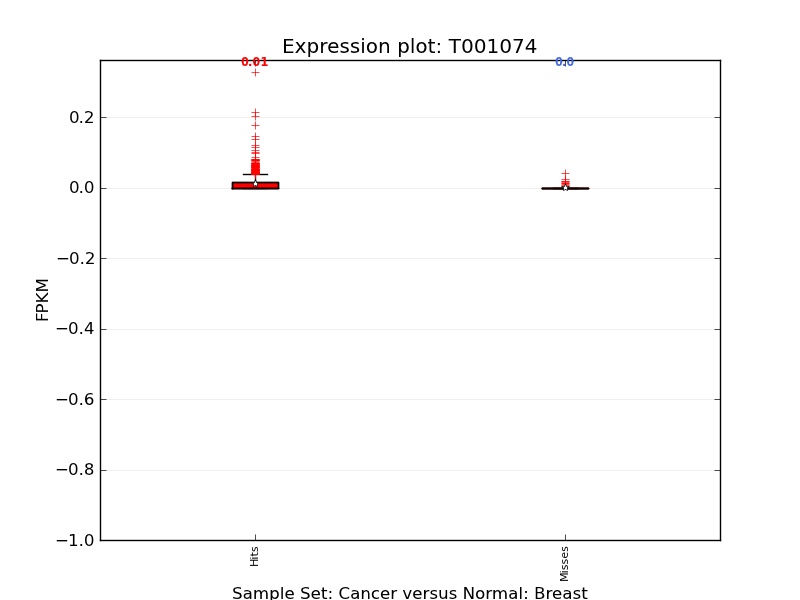 Expression plot: T001074
0.01
0.0
0.2
0.0
−0.2
−0.4
−0.6
−0.8
−1.0
FPKM
Hits
Misses
Sample Set: Cancer versus Normal: Breast